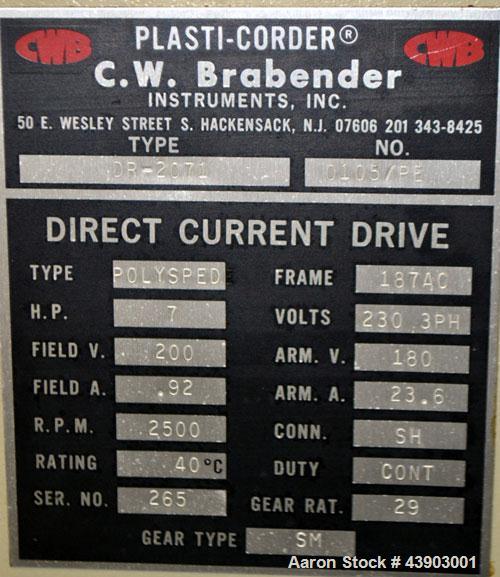 CWB PLASTI-CORDER® CWB
C.W. Brabender
INSTRUMENTS, INC.
50 E. WESLEY STREET S. HACKENSACK, N.J. 07606 201 343-8425
TYPE NO.
DR-2071 0105/PE
DIRECT CURRENT DRIVE
TYPE POLYSPED FRAME 187AC
H.P. 7 VOLTS 230 3PH
FIELD V. 200 ARM. V. 180
FIELD A. .92 ARM. A. 23.6
R.P.M. 2500 CONN. SH
RATING 40°C DUTY CONT
SER. NO. 265 GEAR RAT. 29
GEAR TYPE SM
Aaron Stock # 43903001